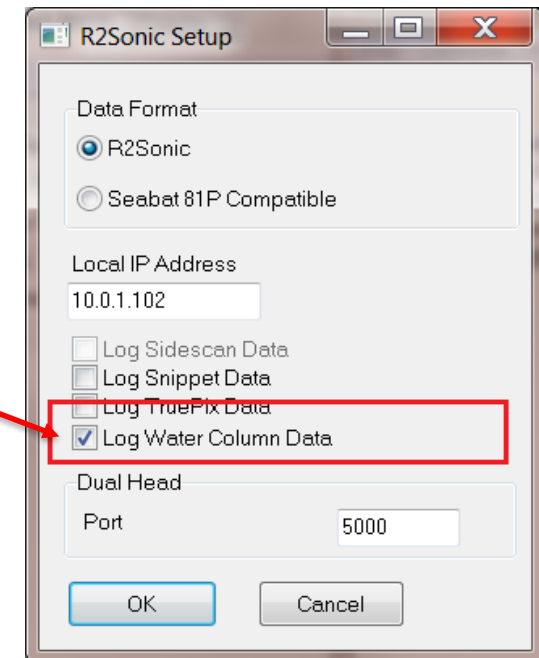 R2Sonic Setup
Data Format
R2Sonic
Seabat 81P Compatible
Local IP Address
10.0.1.102
Log Sidescan Data
Log Snippet Data
Log TruePix Data
Log Water Column Data
Dual Head
Port 5000
OK Cancel